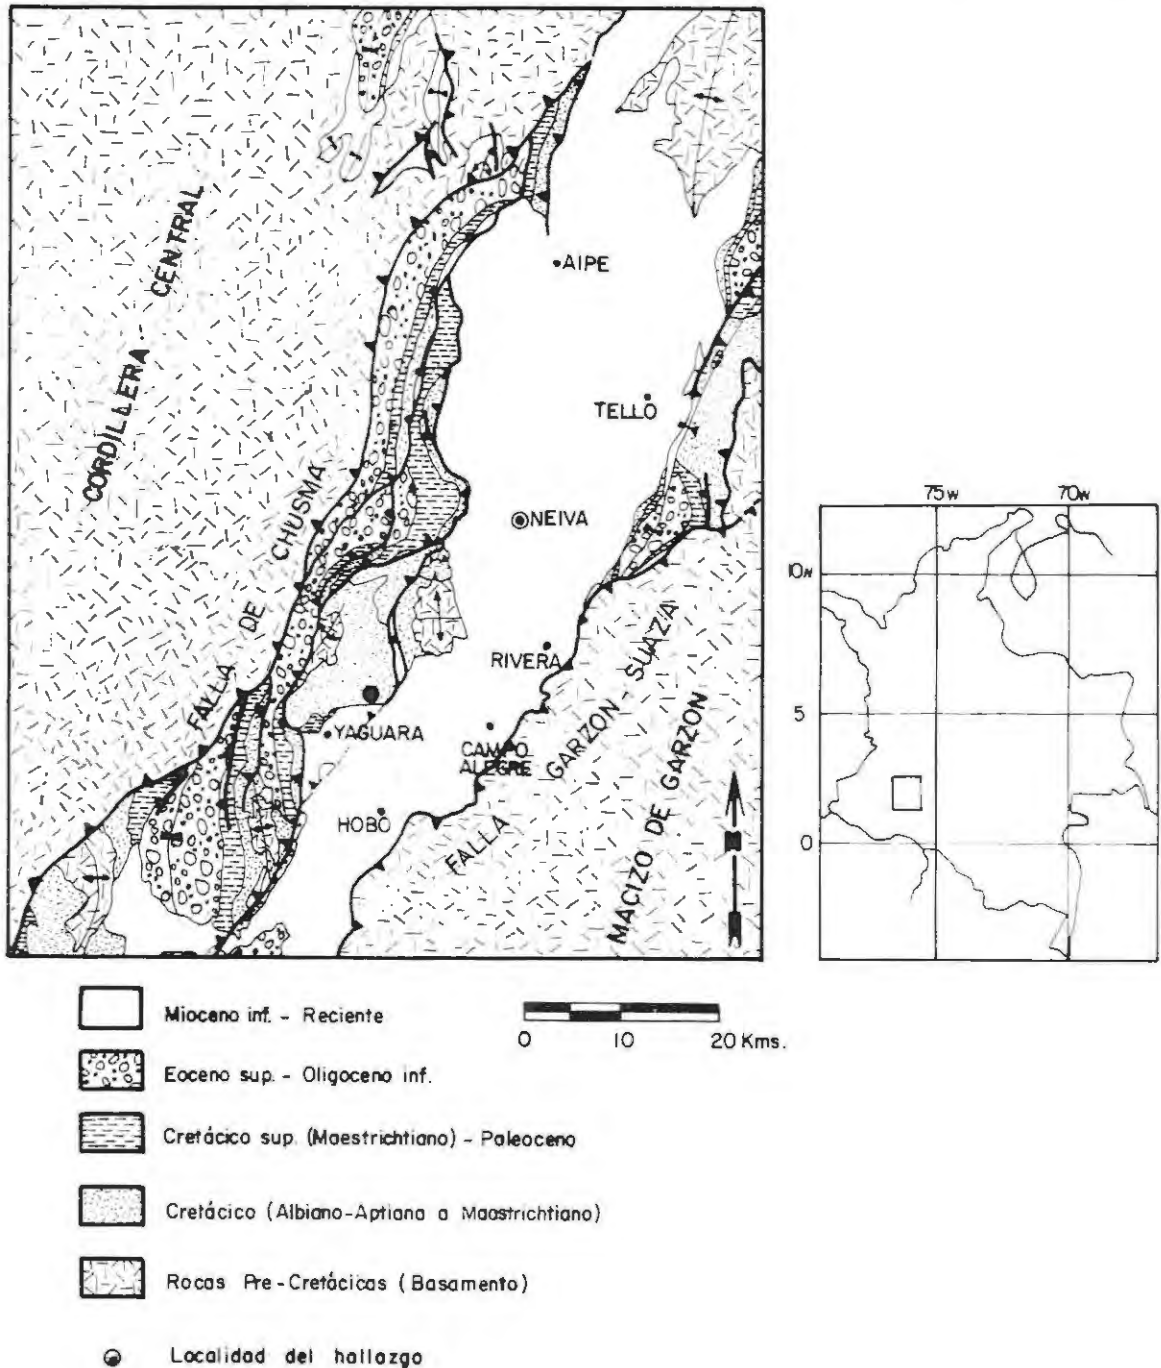 CORDILLERA CENTRAL
FALLA DE CHUSMA
AIPE
TELLO
NEIVA
RIVERA
YAGUARA
CAMPO
ALEGRE
HOBO
FALLA GARZON - SUAZA
MACIZO DE GARZON
75W 70W
10N
5
0
Mioceno inf. - Reciente
0 10 20 Kms.
Eoceno sup. - Oligoceno inf.
Cretácico sup. (Maestrichtiano) - Paleoceno
Cretácico (Albiano-Aptiana a Maastrichtiano)
Rocas Pre-Cretácicas (Basamento)
Localidad del hallazgo